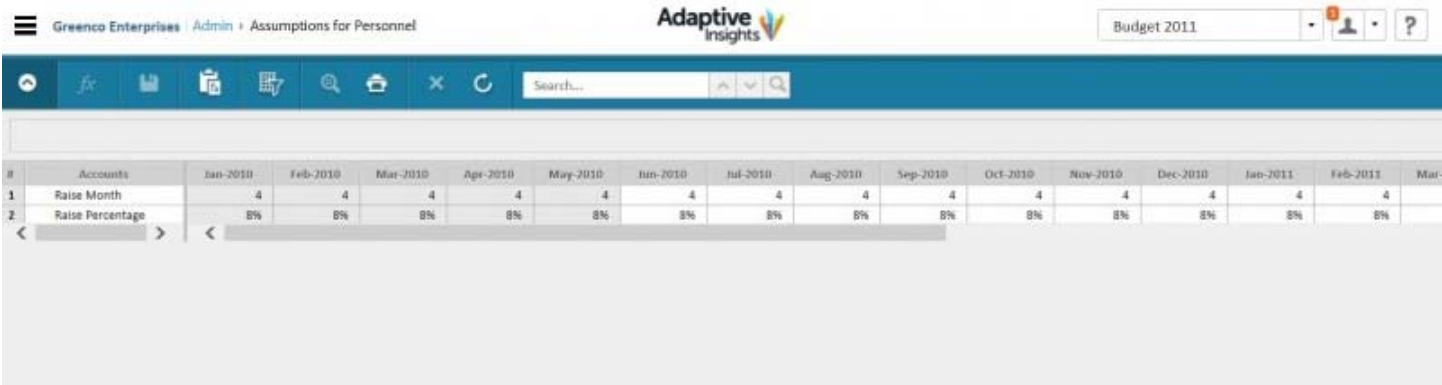 Greenco Enterprises Admin › Assumptions for Personnel
Adaptive Insights
Budget 2011
1
?
fx
Search...
# Accounts Jan-2010 Feb-2010 Mar-2010 Apr-2010 May-2010 Jun-2010 Jul-2010 Aug-2010 Sep-2010 Oct-2010 Nov-2010 Dec-2010 Jan-2011 Feb-2011 Mar-
1 Raise Month 4 4 4 4 4 4 4 4 4 4 4 4 4 4
2 Raise Percentage 8% 8% 8% 8% 8% 8% 8% 8% 8% 8% 8% 8% 8% 8%